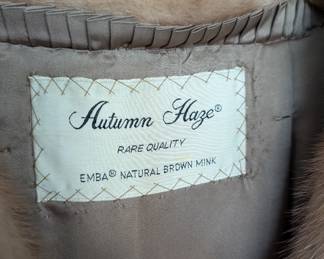 Autumn Haze®
RARE QUALITY
EMBA® NATURAL BROWN MINK